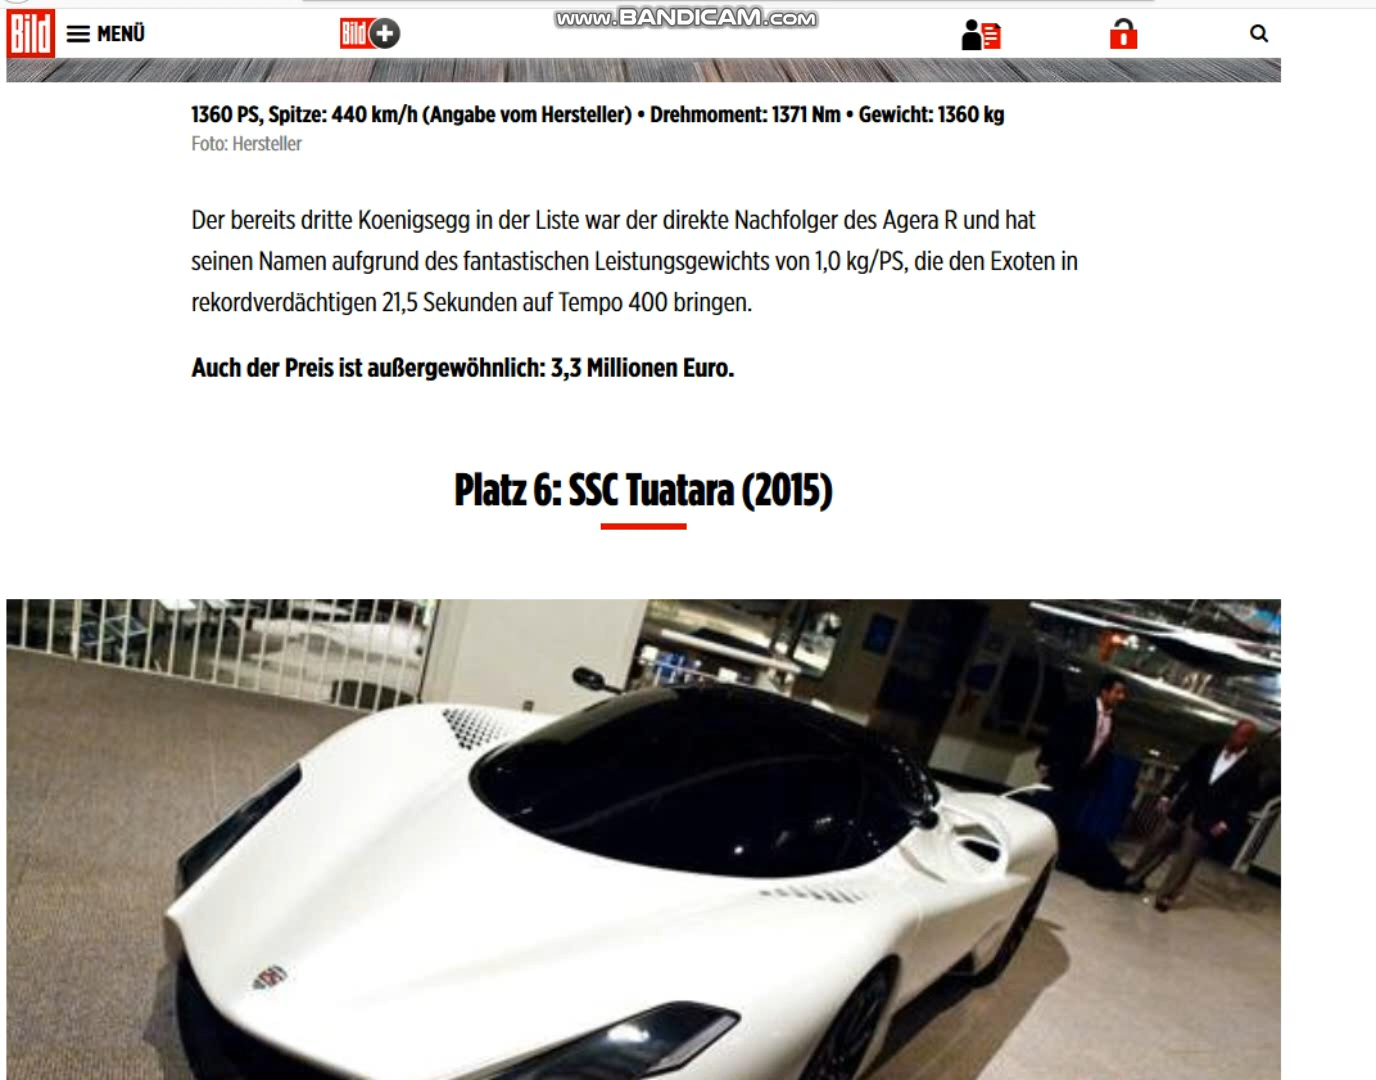 www.BANDICAM.com
Bild
MENÜ
Bild+
1360 PS, Spitze: 440 km/h (Angabe vom Hersteller) • Drehmoment: 1371 Nm • Gewicht: 1360 kg
Foto: Hersteller
Der bereits dritte Koenigsegg in der Liste war der direkte Nachfolger des Agera R und hat
seinen Namen aufgrund des fantastischen Leistungsgewichts von 1,0 kg/PS, die den Exoten in
rekordverdächtigen 21,5 Sekunden auf Tempo 400 bringen.
Auch der Preis ist außergewöhnlich: 3,3 Millionen Euro.
Platz 6: SSC Tuatara (2015)